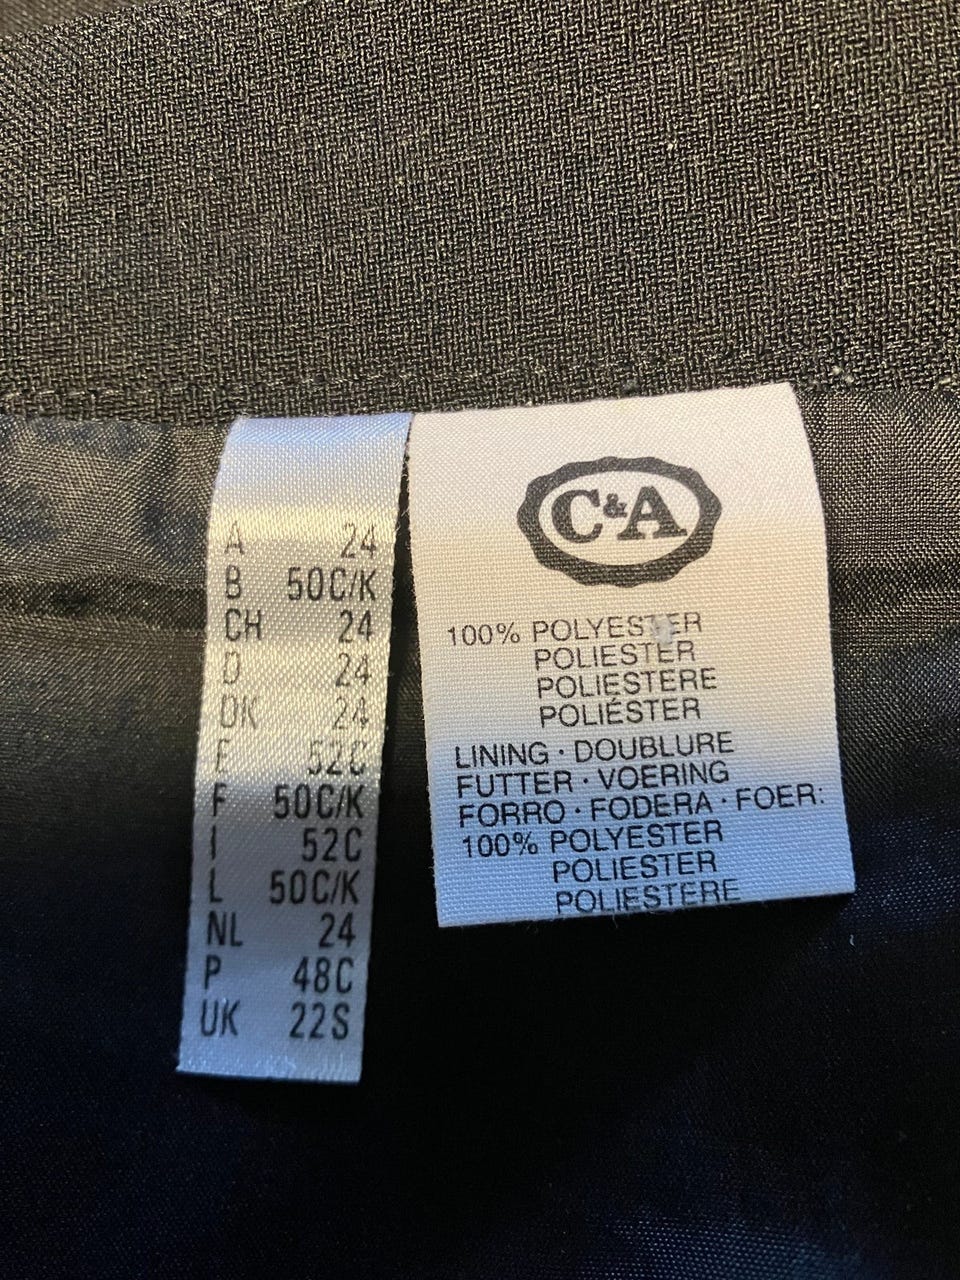 A 24
B 50C/K
CH 24
D 24
DK 24
E 52C
F 50C/K
I 52C
L 50C/K
NL 24
P 48C
UK 22S
C&A
100% POLYESTER
POLIESTER
POLIESTERE
POLIÉSTER
LINING · DOUBLURE
FUTTER · VOERING
FORRO · FODERA · FOER:
100% POLYESTER
POLIESTER
POLIESTERE